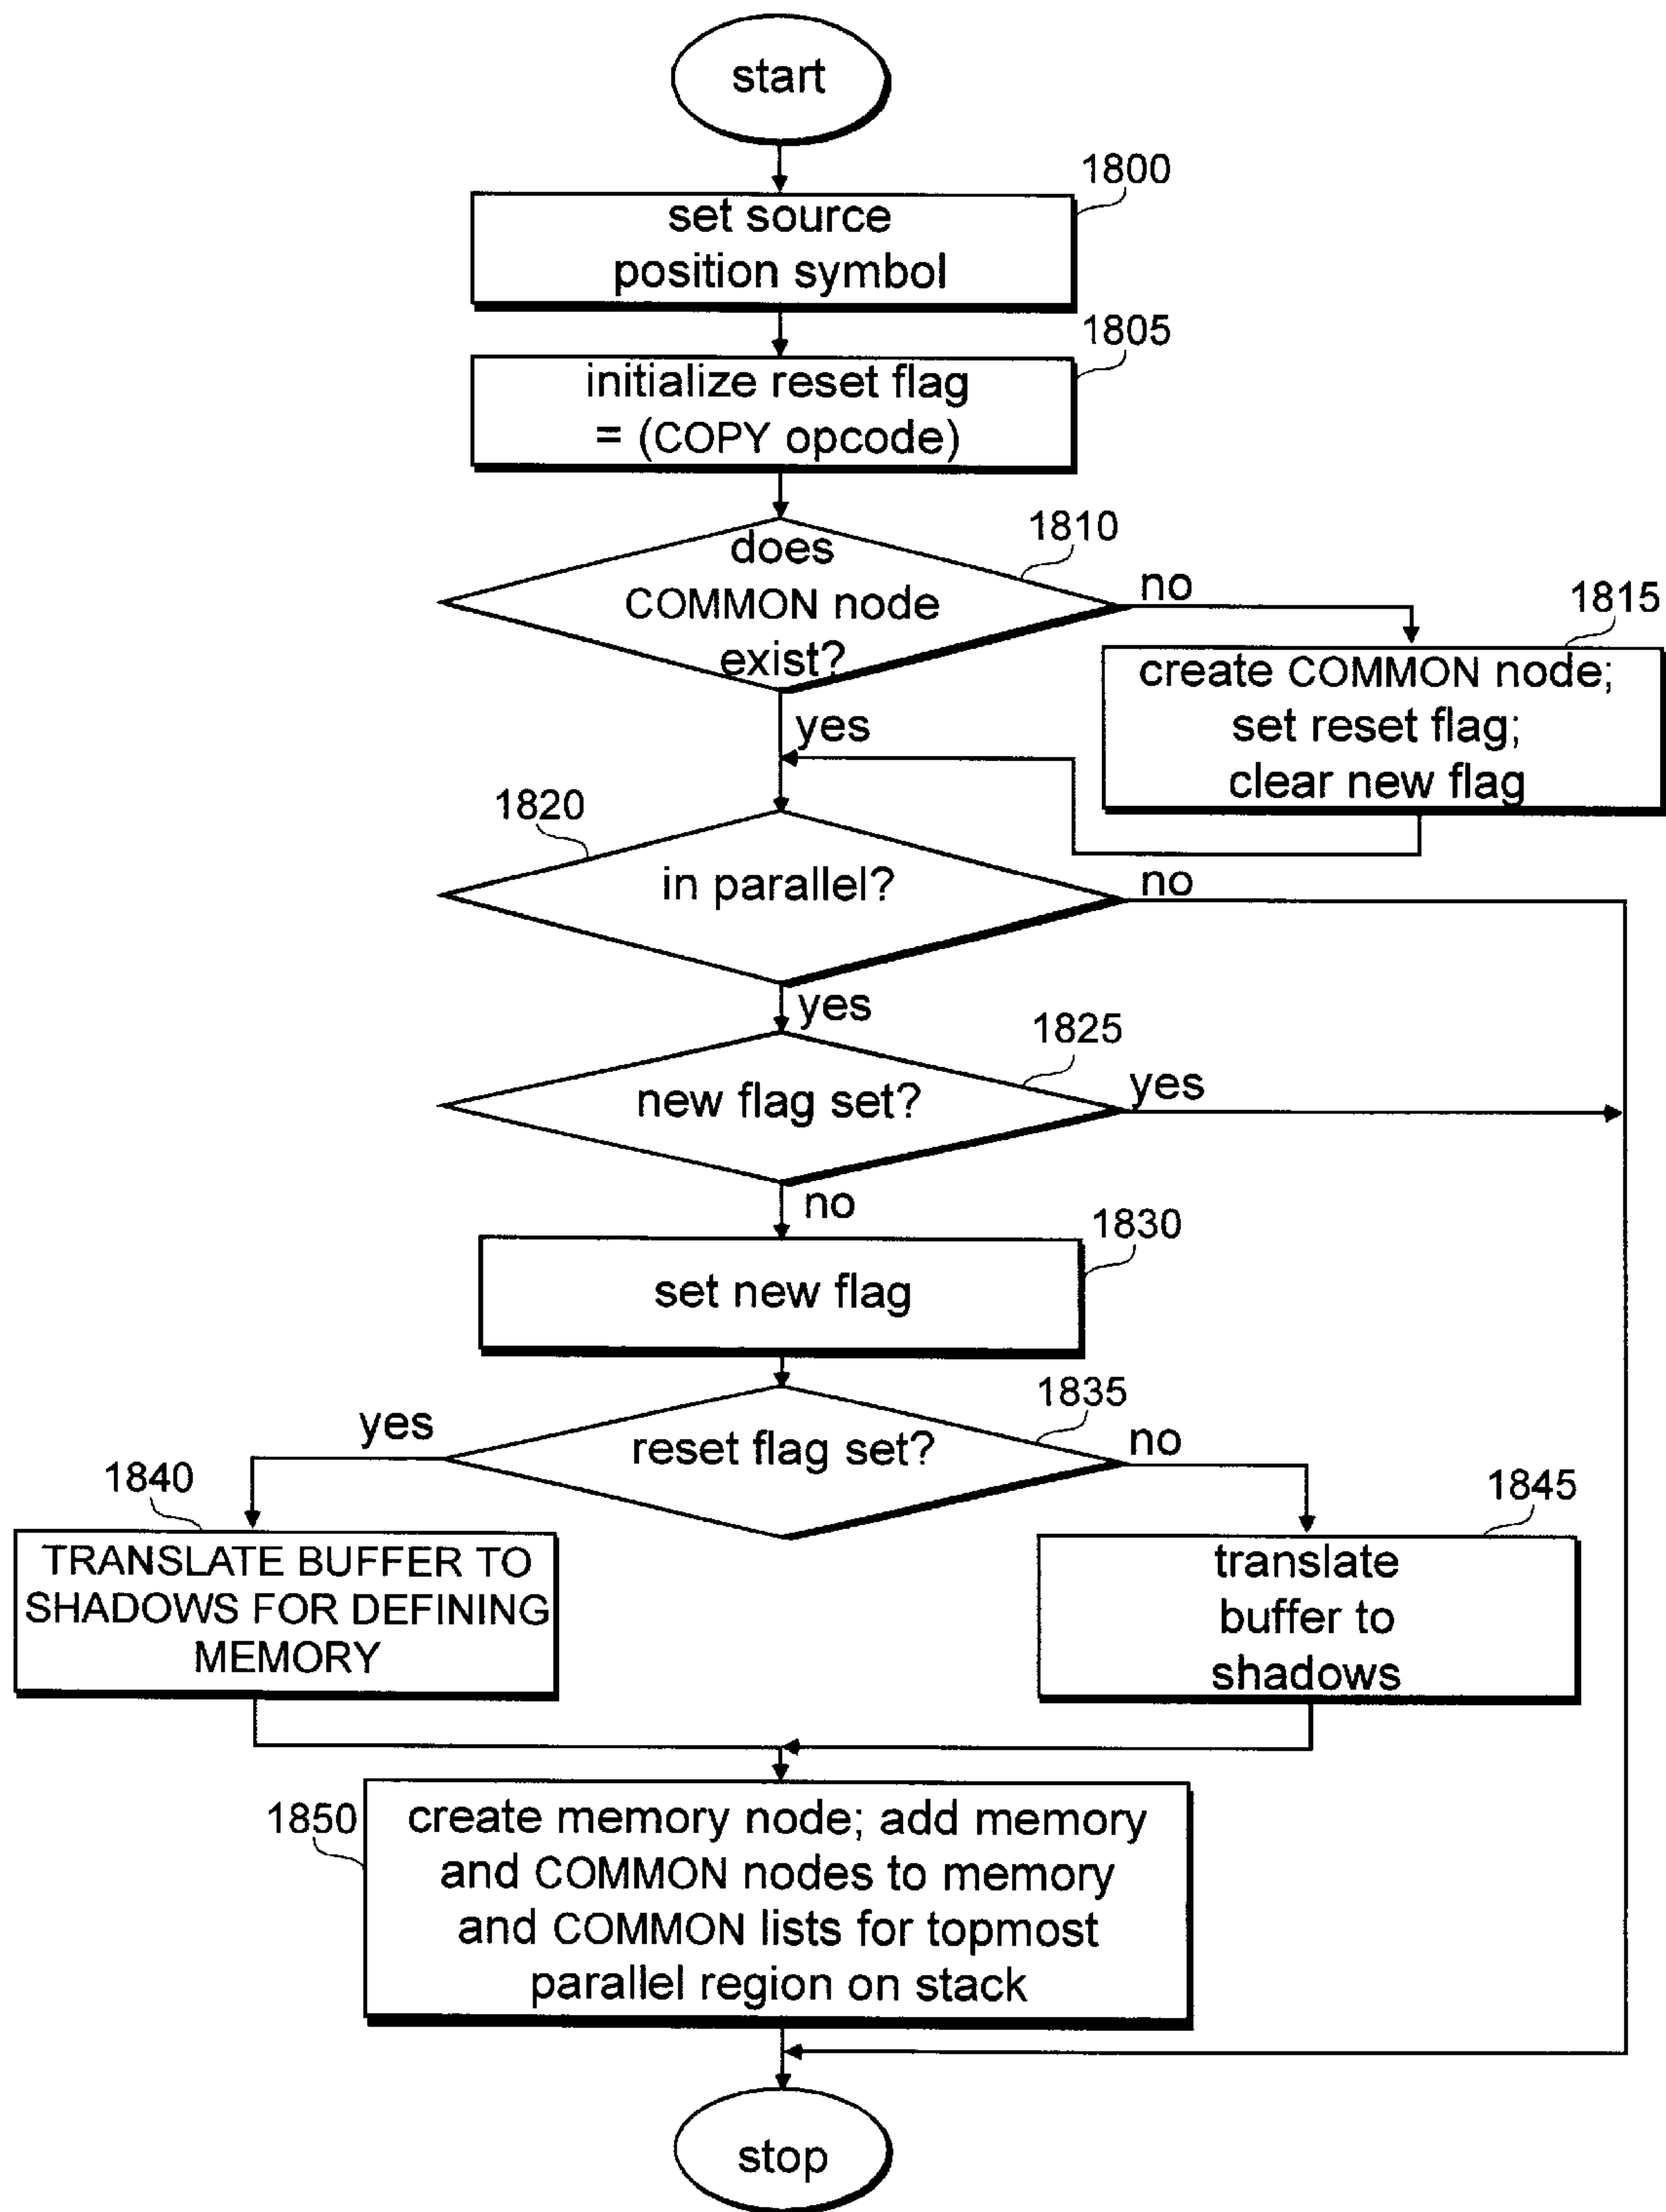 start
1800
set source
position symbol
1805
initialize reset flag
= (COPY opcode)
1810
does
COMMON node
exist?
no
1815
create COMMON node;
set reset flag;
clear new flag
yes
1820
in parallel?
no
yes
1825
new flag set?
yes
no
1830
set new flag
1835
reset flag set?
yes
no
1840
TRANSLATE BUFFER TO
SHADOWS FOR DEFINING
MEMORY
1845
translate
buffer to
shadows
1850
create memory node; add memory
and COMMON nodes to memory
and COMMON lists for topmost
parallel region on stack
stop